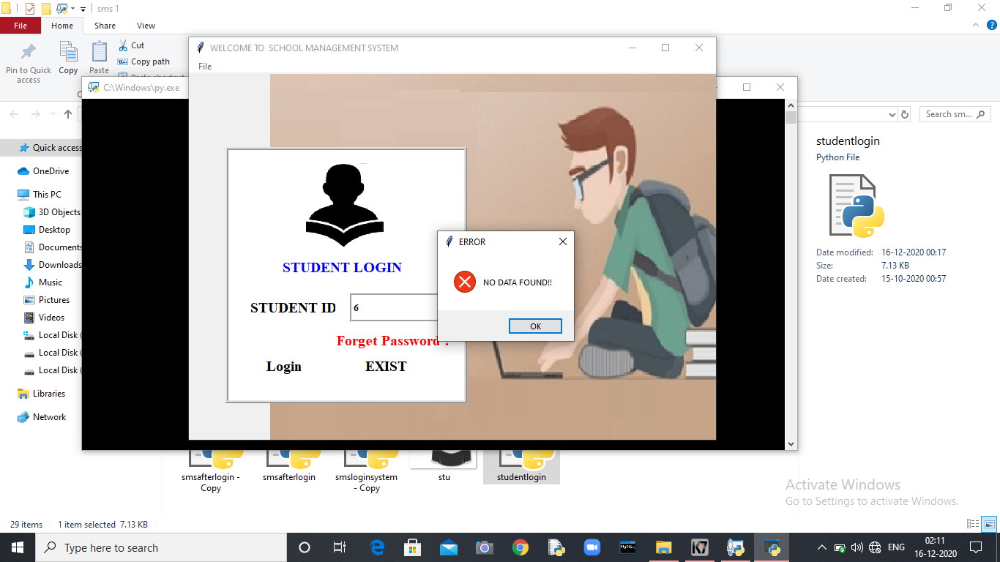 sms 1
File Home Share View
WELCOME TO SCHOOL MANAGEMENT SYSTEM
File
Cut
Copy path
Pin to Quick
access
Copy
Paste
C:\Windows\py.exe
Search sm...
Quick access
OneDrive
This PC
3D Objects
Desktop
Documents
Downloads
Music
Pictures
Videos
Local Disk (
Local Disk (
Local Disk (
Libraries
Network
STUDENT LOGIN
STUDENT ID 6
Forget Password ?
Login EXIST
ERROR
NO DATA FOUND!!
OK
studentlogin
Python File
Date modified: 16-12-2020 00:17
Size: 7.13 KB
Date created: 15-10-2020 00:57
smsafterlogin -
Copy
smsafterlogin
smsloginsystem
- Copy
stu
studentlogin
Activate Windows
Go to Settings to activate Windows.
29 items 1 item selected 7.13 KB
Type here to search
MySQL
K7
ENG
02:11
16-12-2020